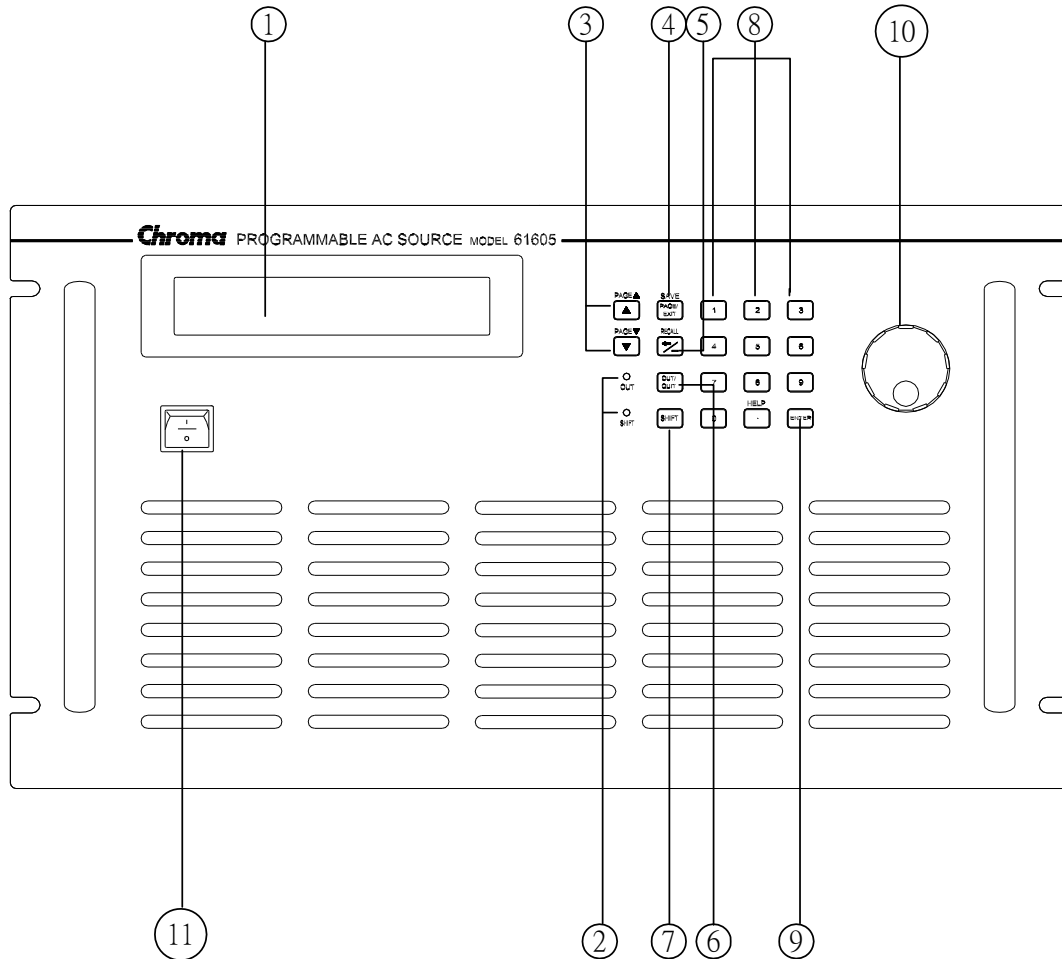 1 3 4 5 8 10
Chroma PROGRAMMABLE AC SOURCE MODEL 61605
PAGE▲ SAVE
▲ PAGE/ EXIT 1 2 3
PAGE▼ RECALL
▼ 4 5 6
OUT OUT/ QUIT 7 8 9
HELP
SHIFT SHIFT 0 . ENTER
I
O
11 2 7 6 9